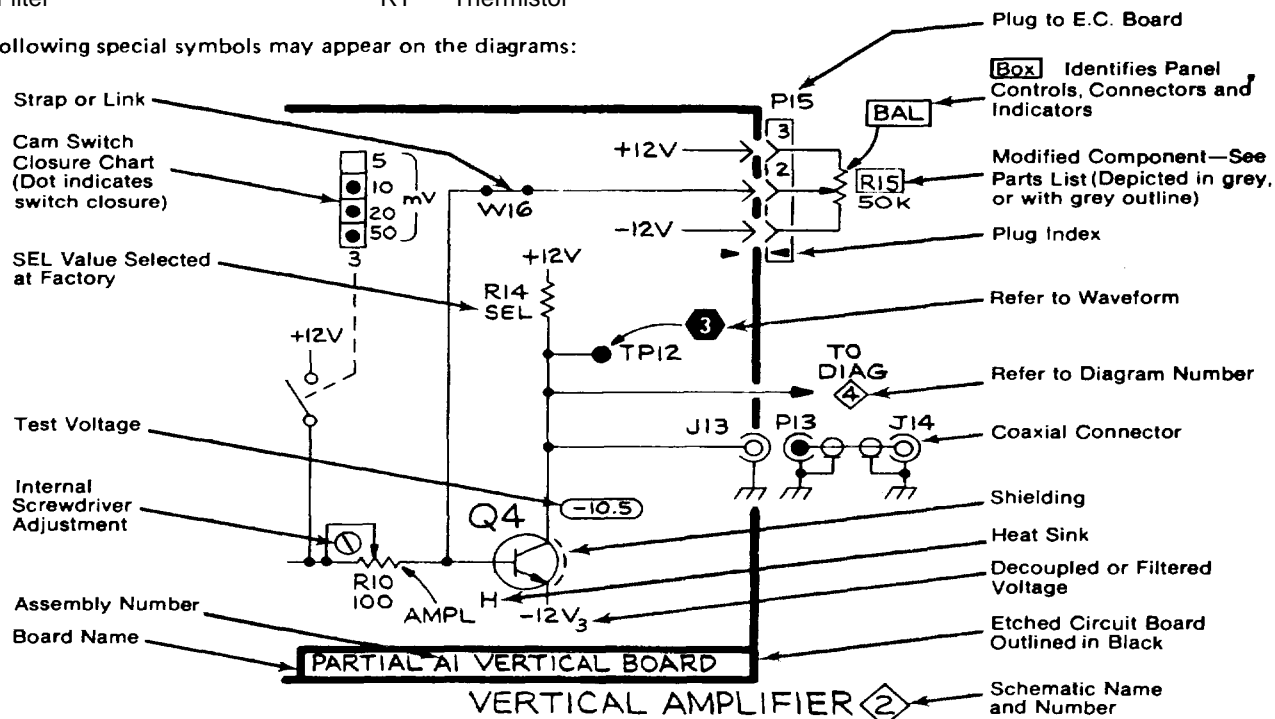 Filter RT Thermistor
ollowing special symbols may appear on the diagrams:
Plug to E.C. Board
Box Identifies Panel
Controls, Connectors and
Indicators
Modified Component—See
Parts List (Depicted in grey,
or with grey outline)
Plug Index
Refer to Waveform
Refer to Diagram Number
Coaxial Connector
Shielding
Heat Sink
Decoupled or Filtered
Voltage
Etched Circuit Board
Outlined in Black
Schematic Name
and Number
Strap or Link
Cam Switch
Closure Chart
(Dot indicates
switch closure)
SEL Value Selected
at Factory
Test Voltage
Internal
Screwdriver
Adjustment
Assembly Number
Board Name
5
10
20
50
mV
3
+12V
W16
+12V
-12V
P15
3
2
BAL
R15
50K
+12V
R14
SEL
TP12
3
TO
DIAG
4
J13
P13
J14
-10.5
Q4
R10
100
AMPL
H
-12V3
PARTIAL A1 VERTICAL BOARD
VERTICAL AMPLIFIER 2